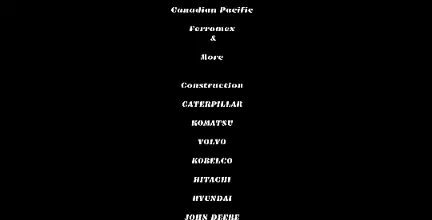 Canadian Pacific
Ferromex
&
More
Construction
CATERPILLAR
KOMATSU
VOLVO
KOBELCO
HITACHI
HYUNDAI
JOHN DEERE